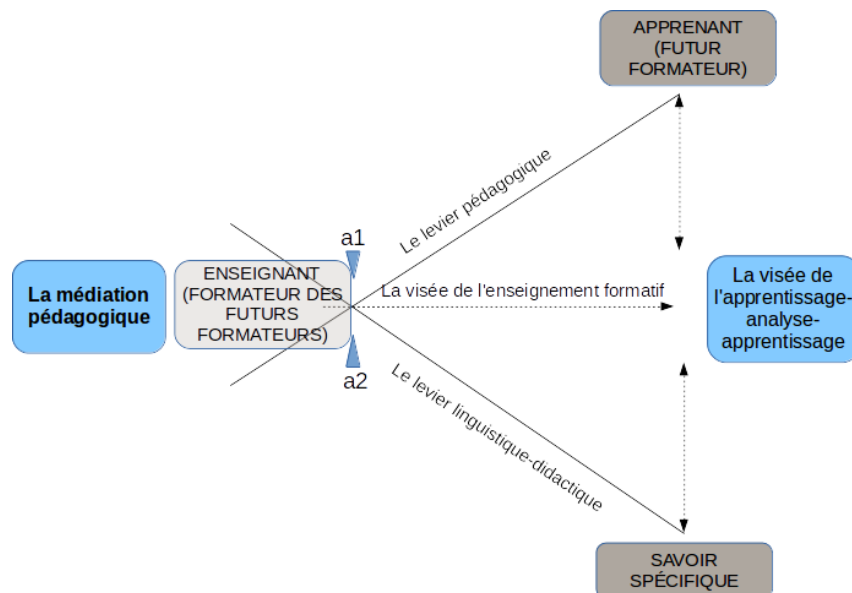 APPRENANT
(FUTUR
FORMATEUR)
Le levier pédagogique
a1
La médiation
pédagogique
ENSEIGNANT
(FORMATEUR DES
FUTURS
FORMATEURS)
La visée de l'enseignement formatif
La visée de
l'apprentissage-
analyse-
apprentissage
a2
Le levier linguistique-didactique
SAVOIR
SPÉCIFIQUE